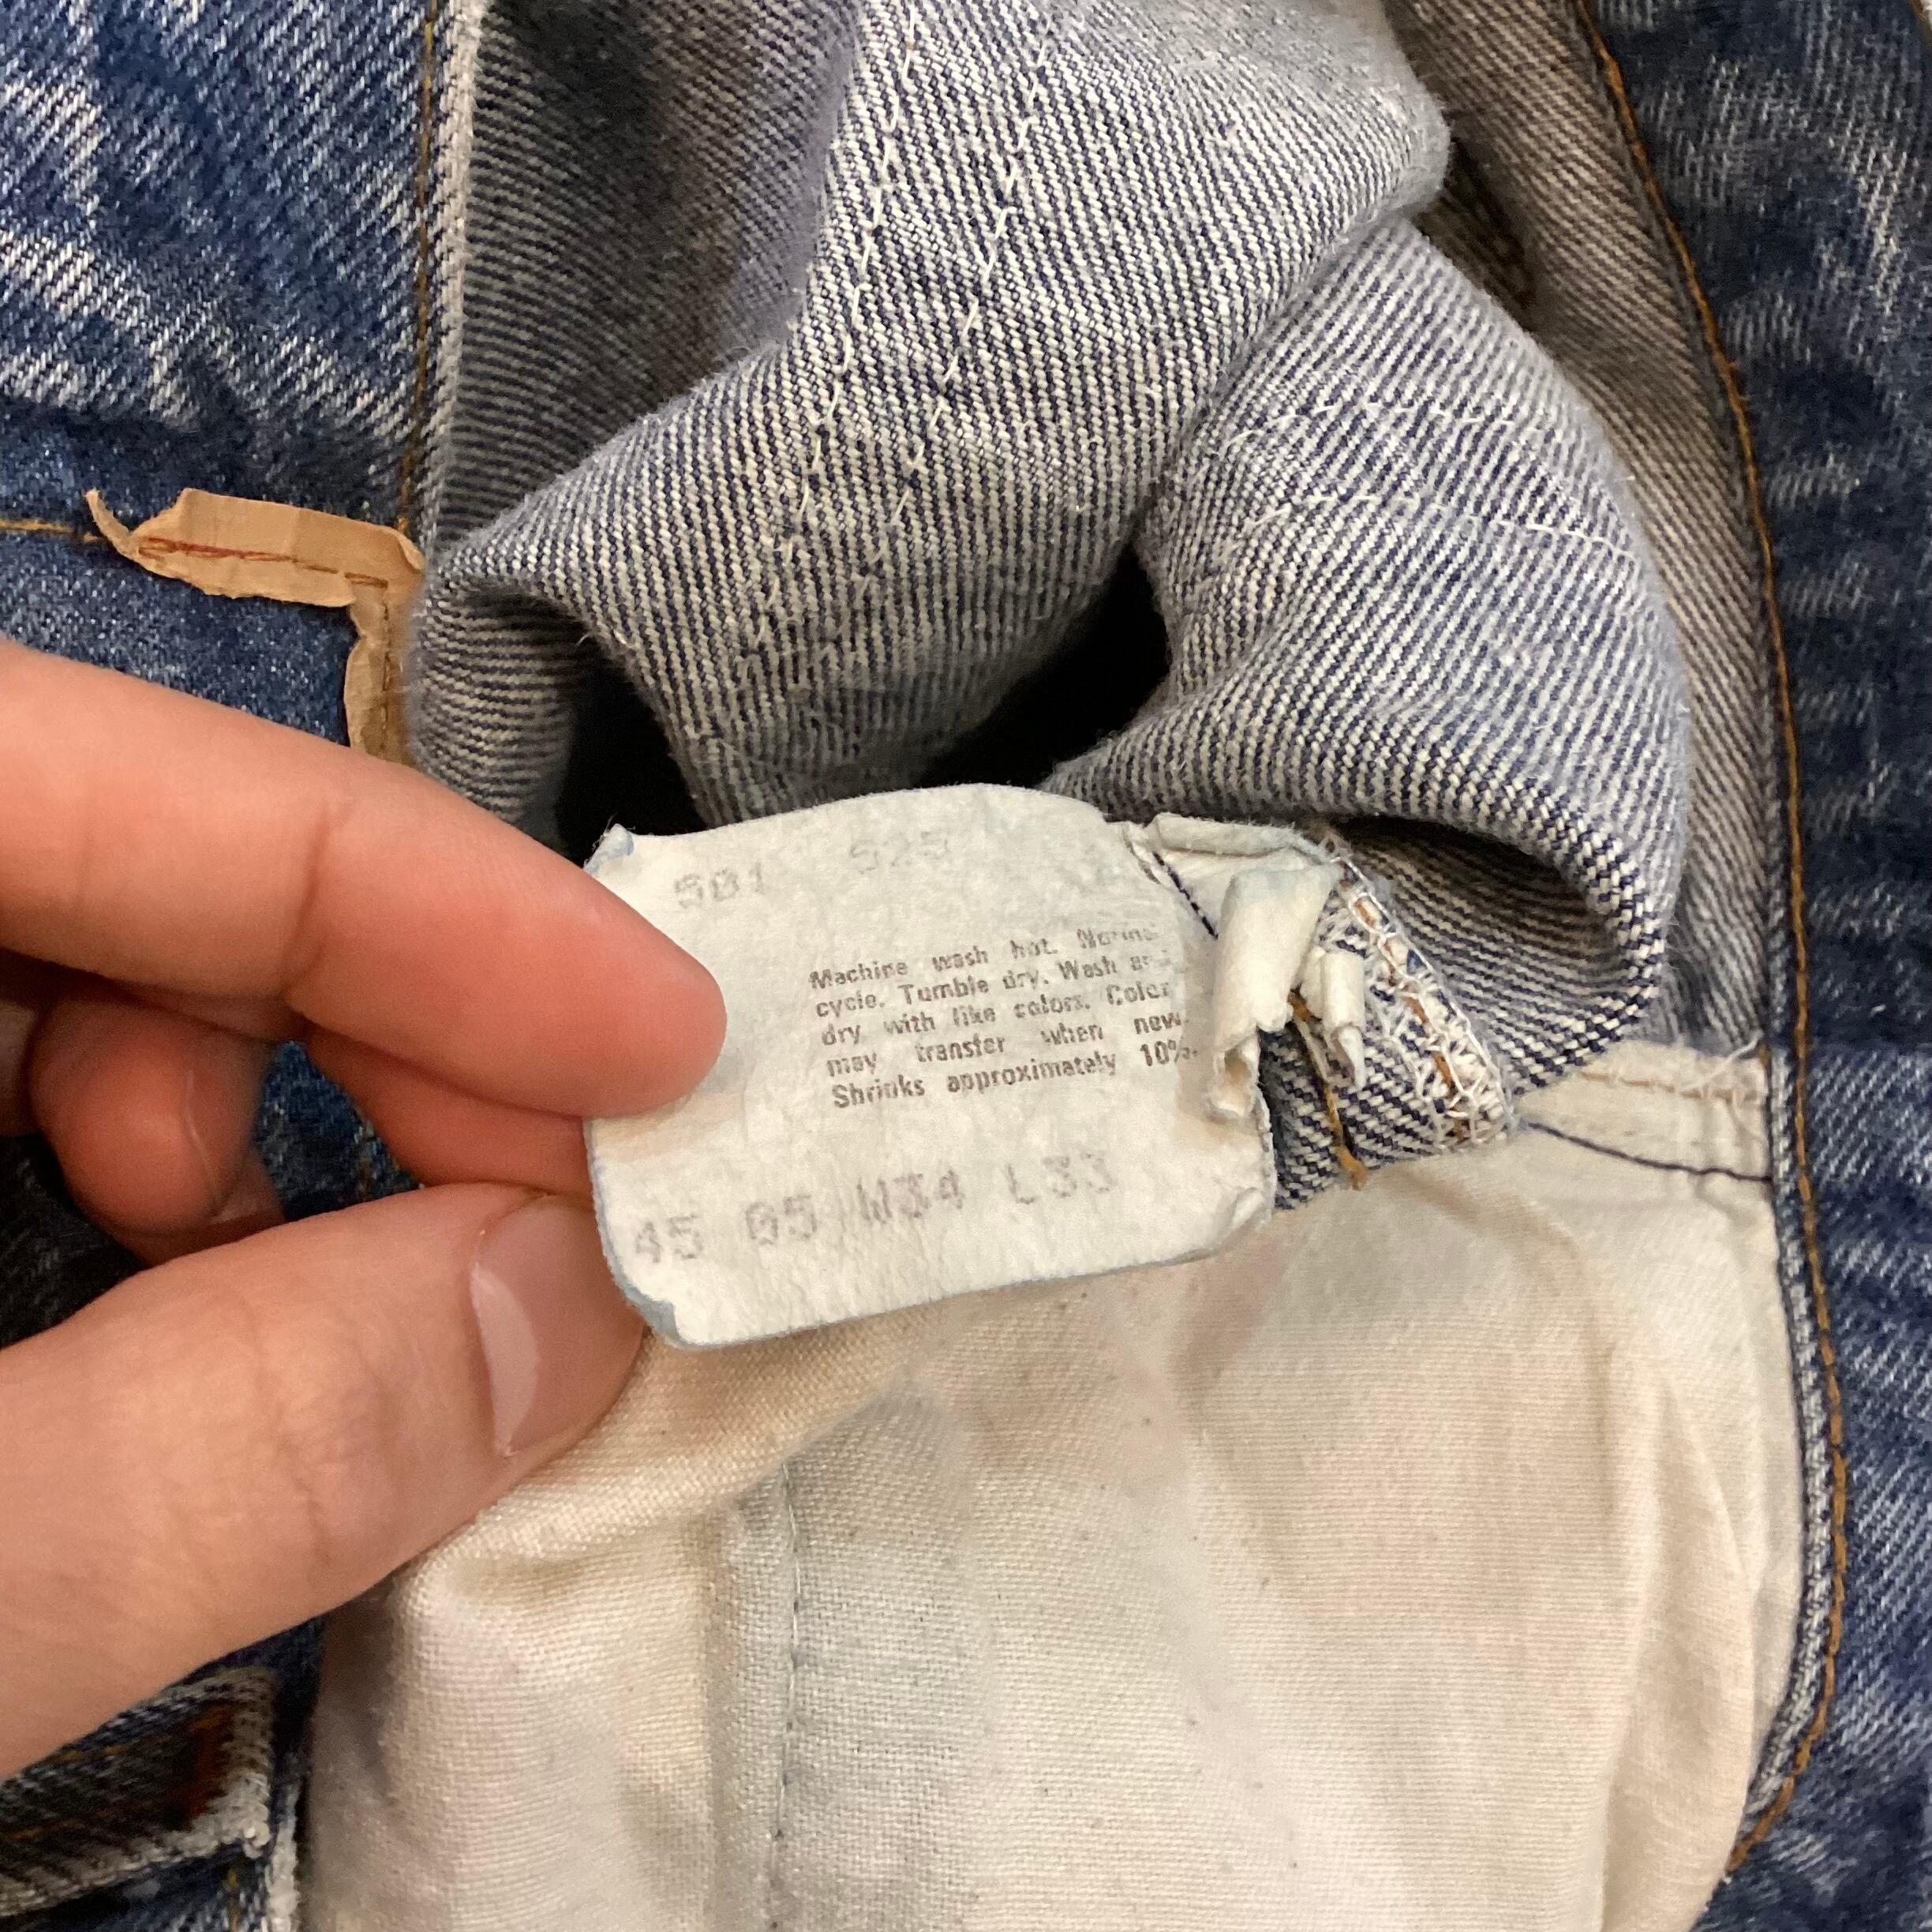 501 525
Machine wash hot. Normal
cycle. Tumble dry. Wash and
dry with like colors. Color
may transfer when new.
Shrinks approximately 10%.
45 05 W34 L33